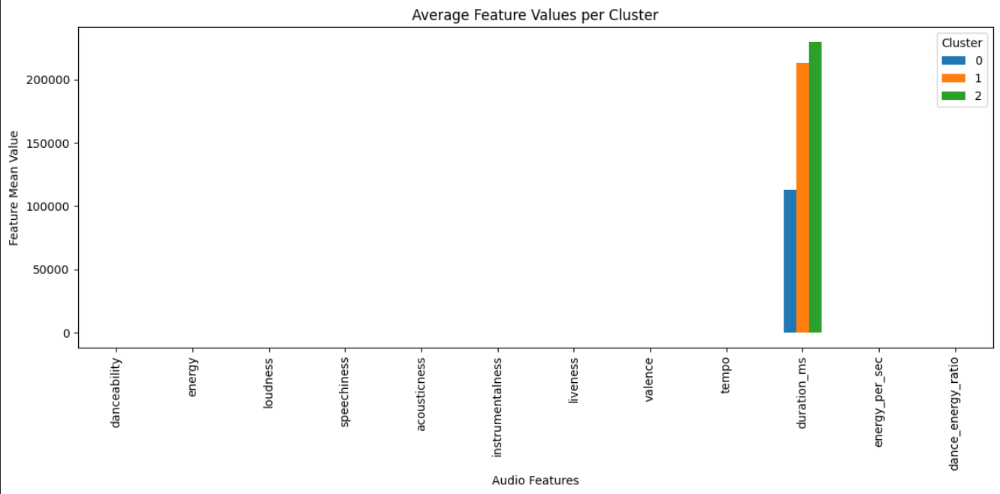 Average Feature Values per Cluster
Cluster
0
1
2
Feature Mean Value
200000
150000
100000
50000
0
danceability
energy
loudness
speechiness
acousticness
instrumentalness
liveness
valence
tempo
duration_ms
energy_per_sec
dance_energy_ratio
Audio Features